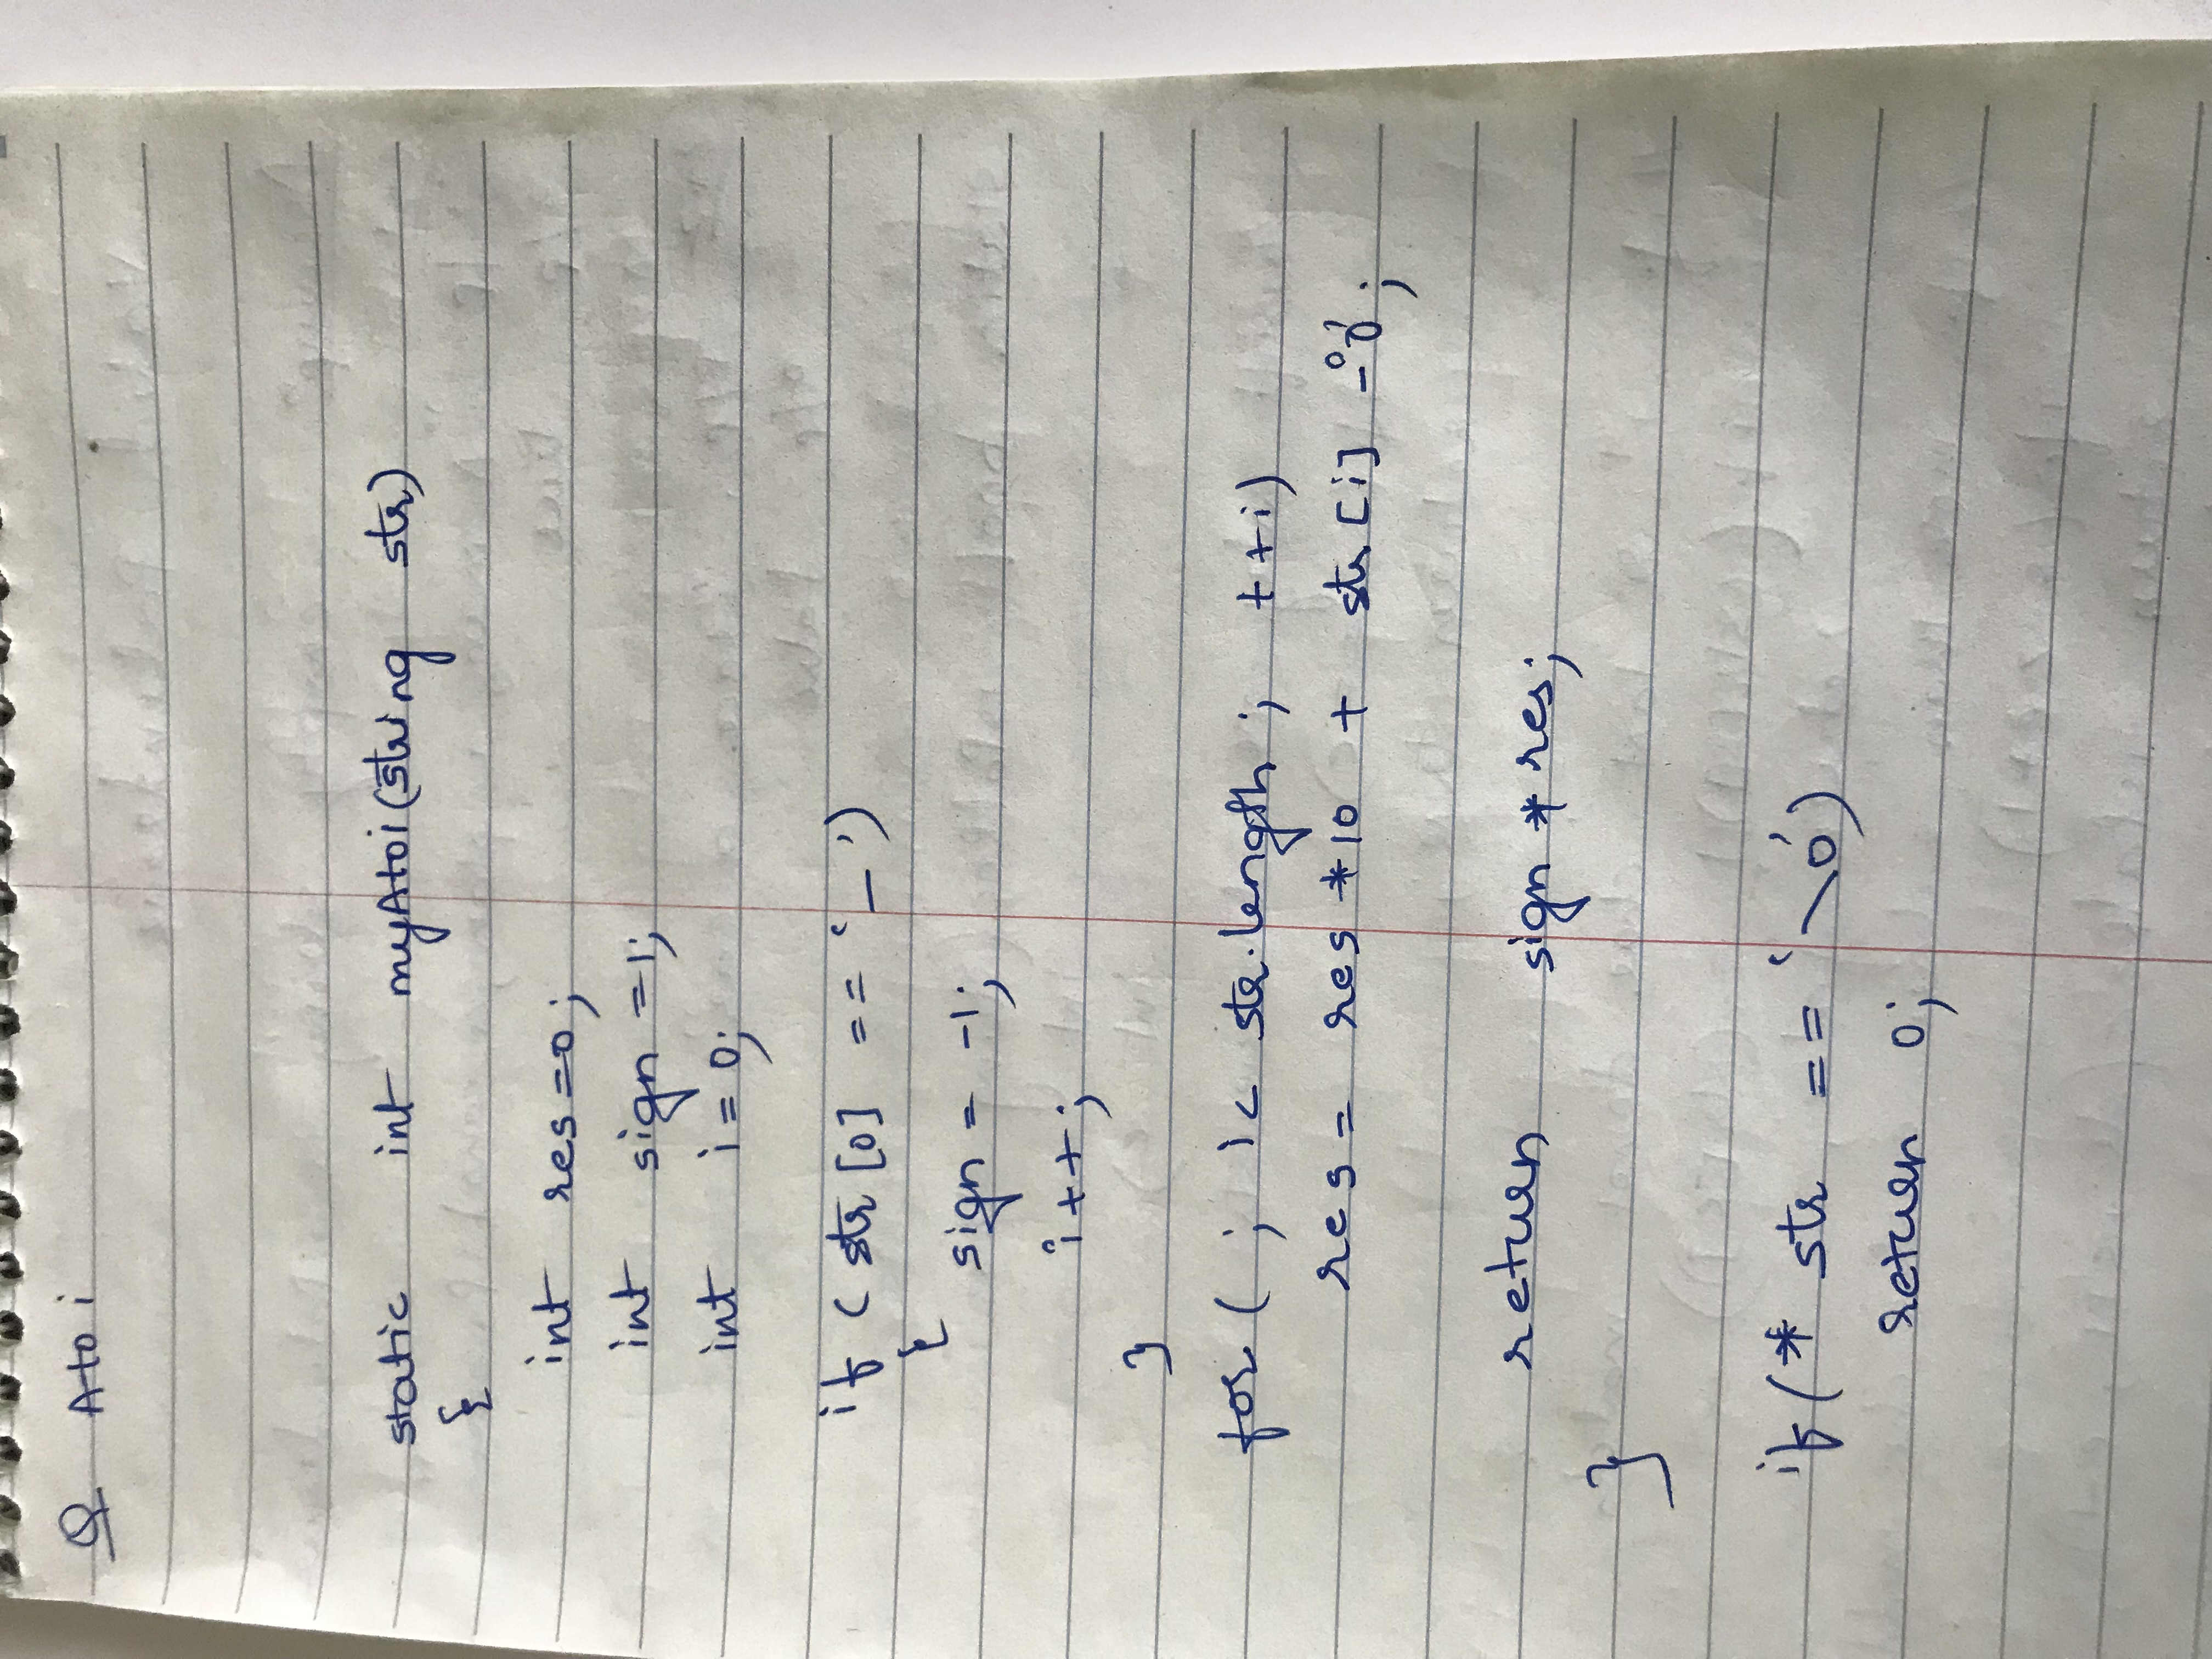 Q Atoi
static int myAtoi(string str)
{
int res=0;
int sign =1;
int i = 0;
if ( str [0] == '-')
{
sign = -1;
i++;
}
for ( ; i< str.length ; ++i)
res = res *10 + str [i] -'0';
return sign * res;
}
if (* str == '\0')
return 0;